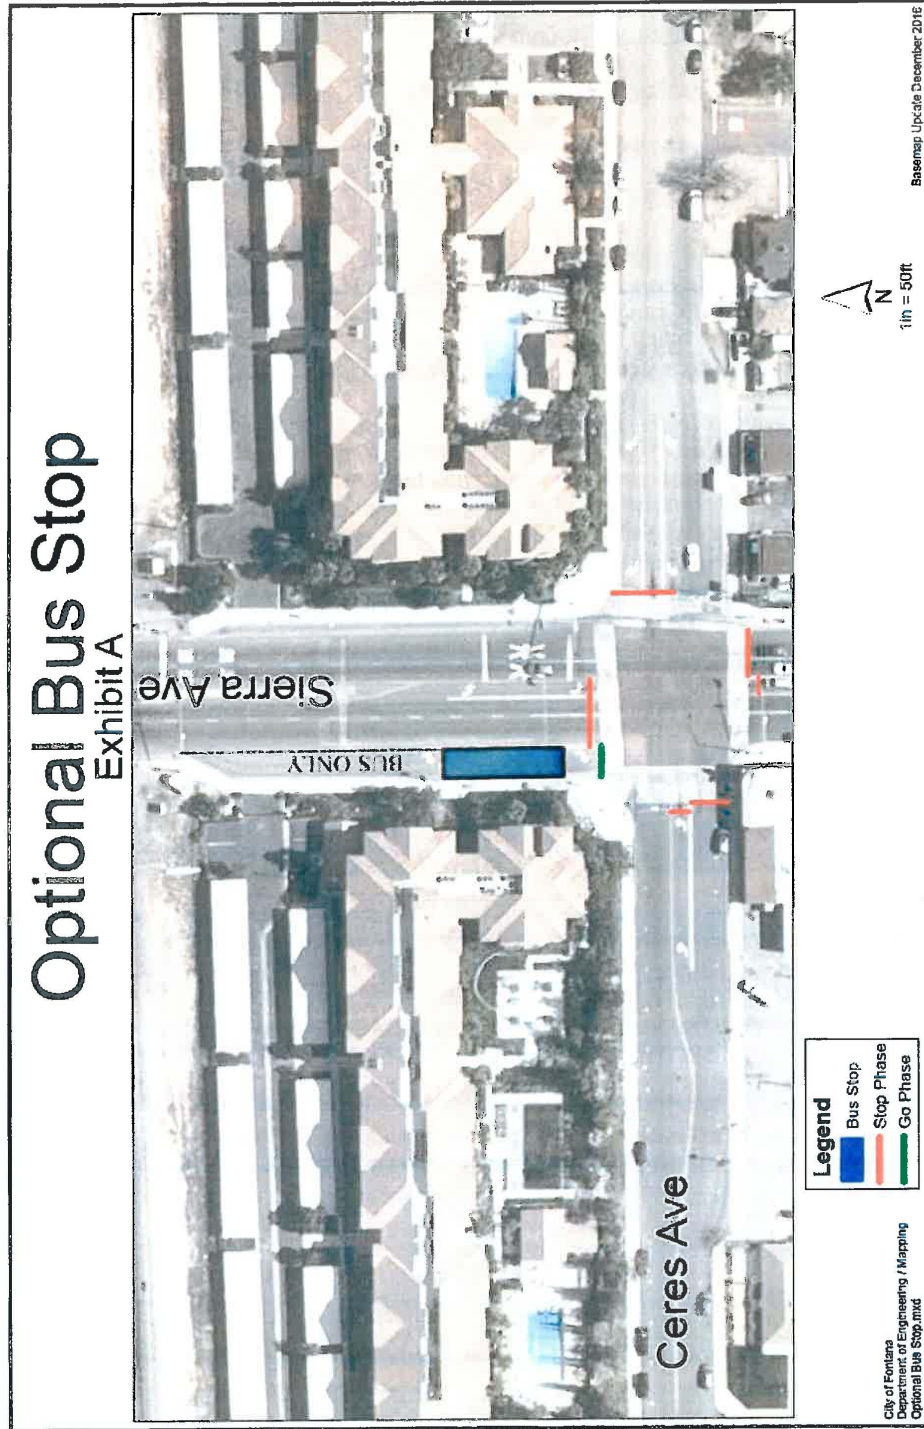 Optional Bus Stop
Exhibit A
Sierra Ave
BUS ONLY
Ceres Ave
Legend
Bus Stop
Stop Phase
Go Phase
City of Fontana
Department of Engineering / Mapping
Optional Bus Stop.mxd
N
1in = 50ft
Basemap Update December 2016